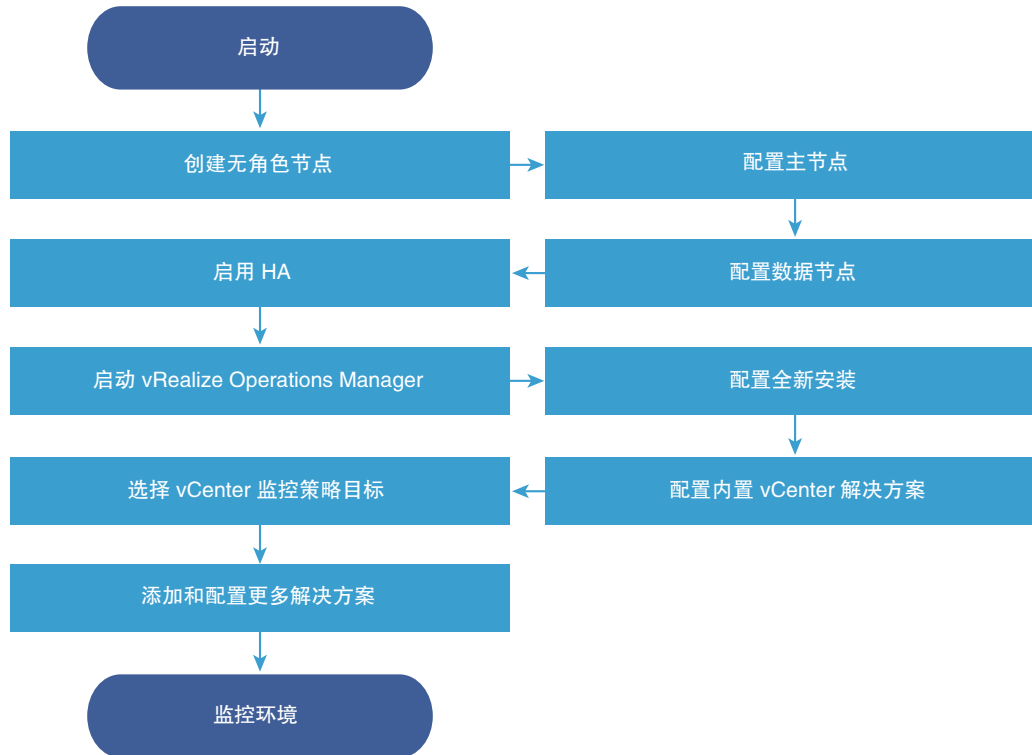 启动
创建无角色节点
配置主节点
配置数据节点
启用 HA
启动 vRealize Operations Manager
配置全新安装
配置内置 vCenter 解决方案
选择 vCenter 监控策略目标
添加和配置更多解决方案
监控环境